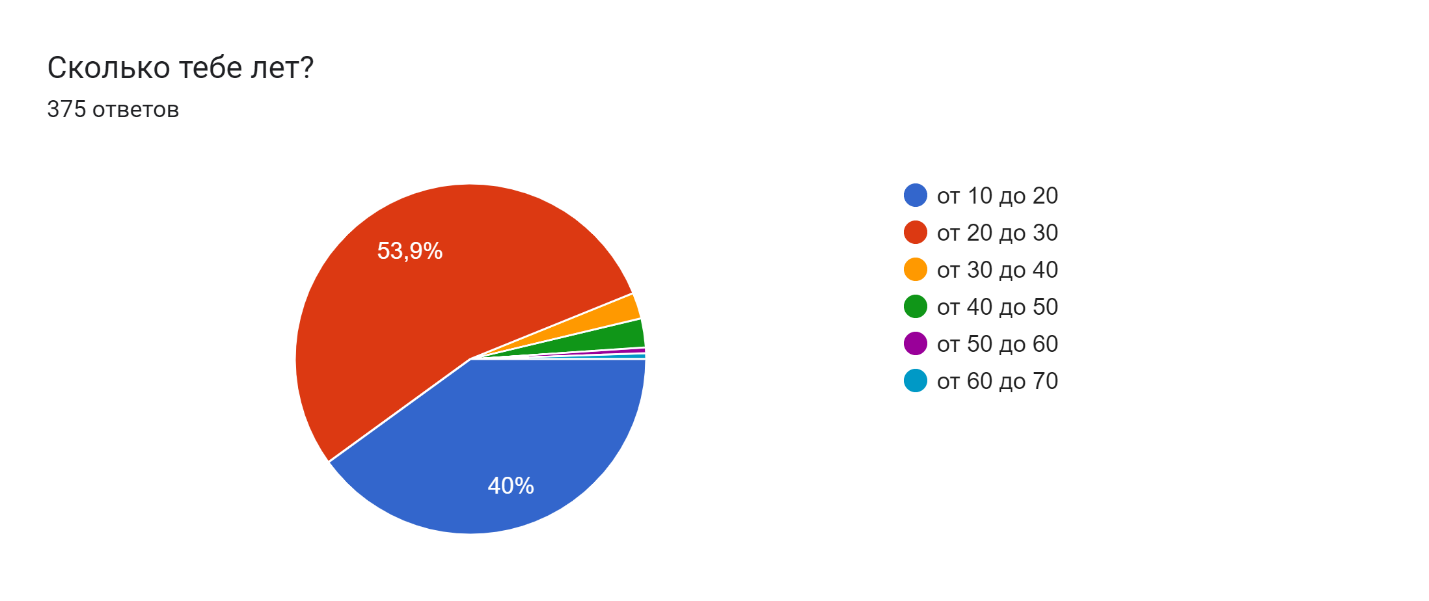 Сколько тебе лет?
375 ответов
53,9%
40%
от 10 до 20
от 20 до 30
от 30 до 40
от 40 до 50
от 50 до 60
от 60 до 70